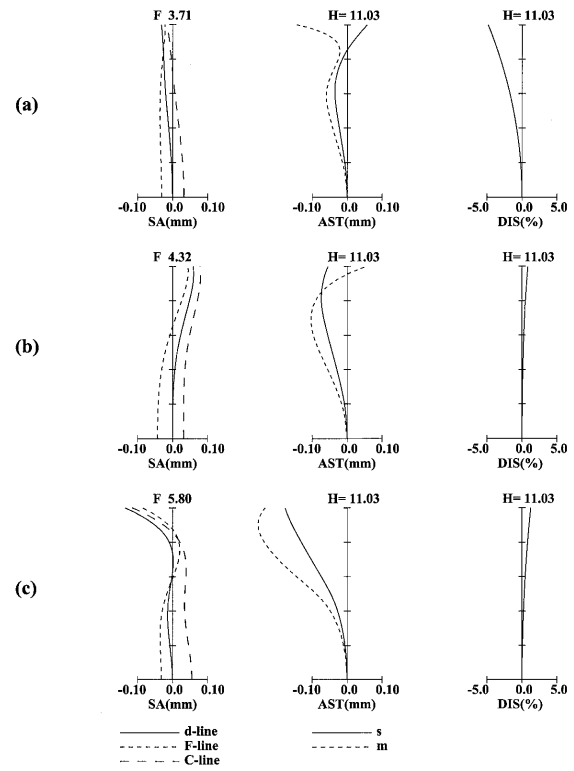 F 3.71 H= 11.03 H= 11.03
(a)
-0.10 0.0 0.10 -0.10 0.0 0.10 -5.0 0.0 5.0
SA(mm) AST(mm) DIS(%)
F 4.32 H= 11.03 H= 11.03
(b)
-0.10 0.0 0.10 -0.10 0.0 0.10 -5.0 0.0 5.0
SA(mm) AST(mm) DIS(%)
F 5.80 H= 11.03 H= 11.03
(c)
-0.10 0.0 0.10 -0.10 0.0 0.10 -5.0 0.0 5.0
SA(mm) AST(mm) DIS(%)
d-line s
F-line m
C-line